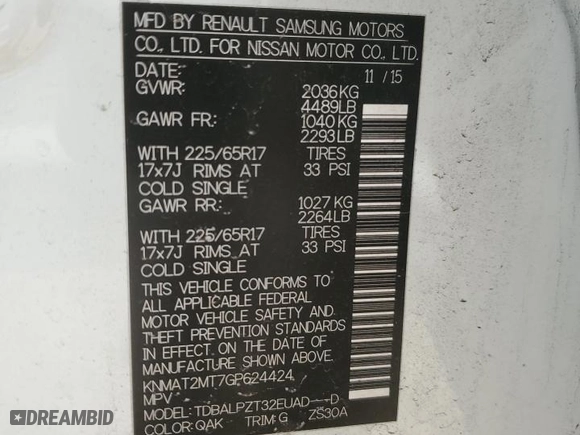 MFD BY RENAULT SAMSUNG MOTORS
CO., LTD. FOR NISSAN MOTOR CO., LTD.
DATE: 11 / 15
GVWR: 2036KG
4489LB
GAWR FR: 1040KG
2293LB
WITH 225/65R17 TIRES
17x7J RIMS AT 33 PSI
COLD SINGLE
GAWR RR: 1027 KG
2264LB
WITH 225/65R17 TIRES
17x7J RIMS AT 33 PSI
COLD SINGLE
THIS VEHICLE CONFORMS TO
ALL APPLICABLE FEDERAL
MOTOR VEHICLE SAFETY AND
THEFT PREVENTION STANDARDS
IN EFFECT. ON THE DATE OF
MANUFACTURE SHOWN ABOVE.
KNMAT2MT7GP624424
MPV
MODEL: TDBALPZT32EUAD---D
COLOR: QAK TRIM:G ZS30A
DREAMBID